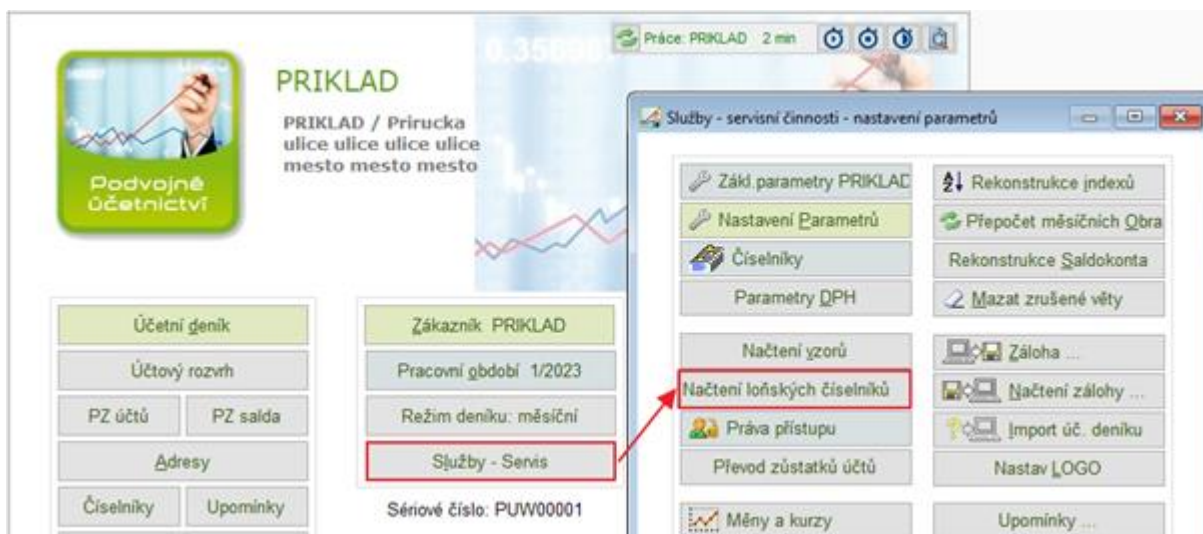 Práce: PRIKLAD 2 min
PRIKLAD
PRIKLAD / Prirucka
ulice ulice ulice ulice
mesto mesto mesto
Podvojné
účetnictví
Účetní deník
Účtový rozvrh
PZ účtů
PZ salda
Adresy
Číselníky
Upomínky
Zákazník PRIKLAD
Pracovní období 1/2023
Režim deníku: měsíční
Služby - Servis
Sériové číslo: PUW00001
Služby - servisní činnosti - nastavení parametrů
Zákl.parametry PRIKLAD
Nastavení Parametrů
Číselníky
Parametry DPH
Načtení vzorů
Načtení loňských číselníků
Práva přístupu
Převod zůstatků účtů
Měny a kurzy
Rekonstrukce indexů
Přepočet měsíčních Obra
Rekonstrukce Saldokonta
Mazat zrušené věty
Záloha ...
Načtení zálohy ...
Import úč. deníku
Nastav LOGO
Upomínky ...